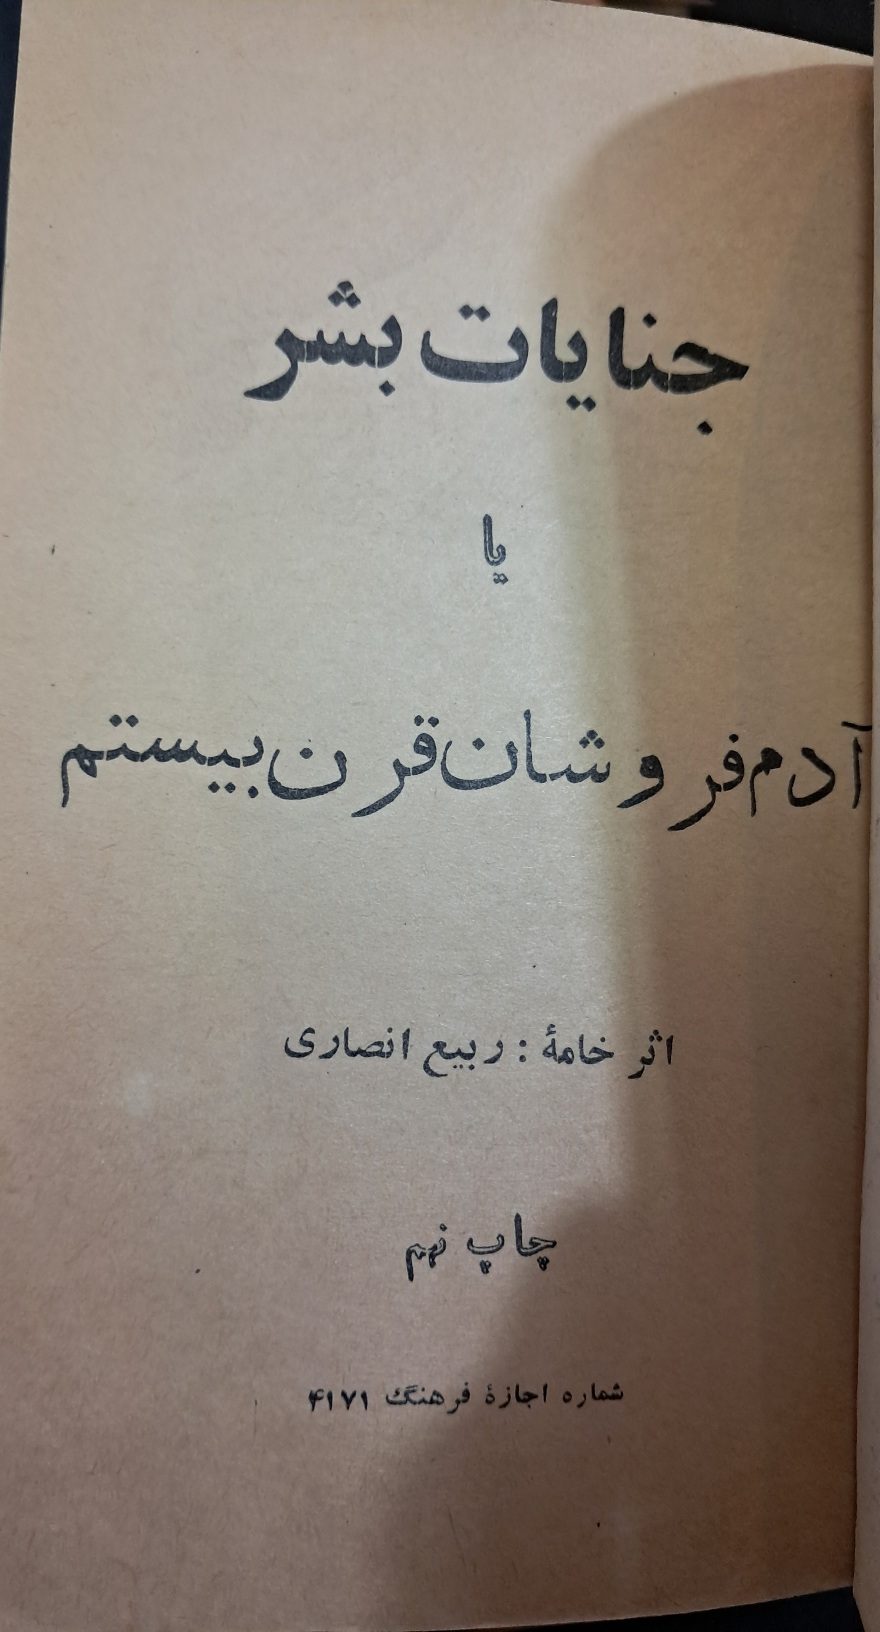 جنایات بشر
یا
آدم فروشان قرن بیستم
اثر خامهٔ : ربیع انصاری
چاپ نهم
شماره اجازهٔ فرهنگ ۴۱۷۱